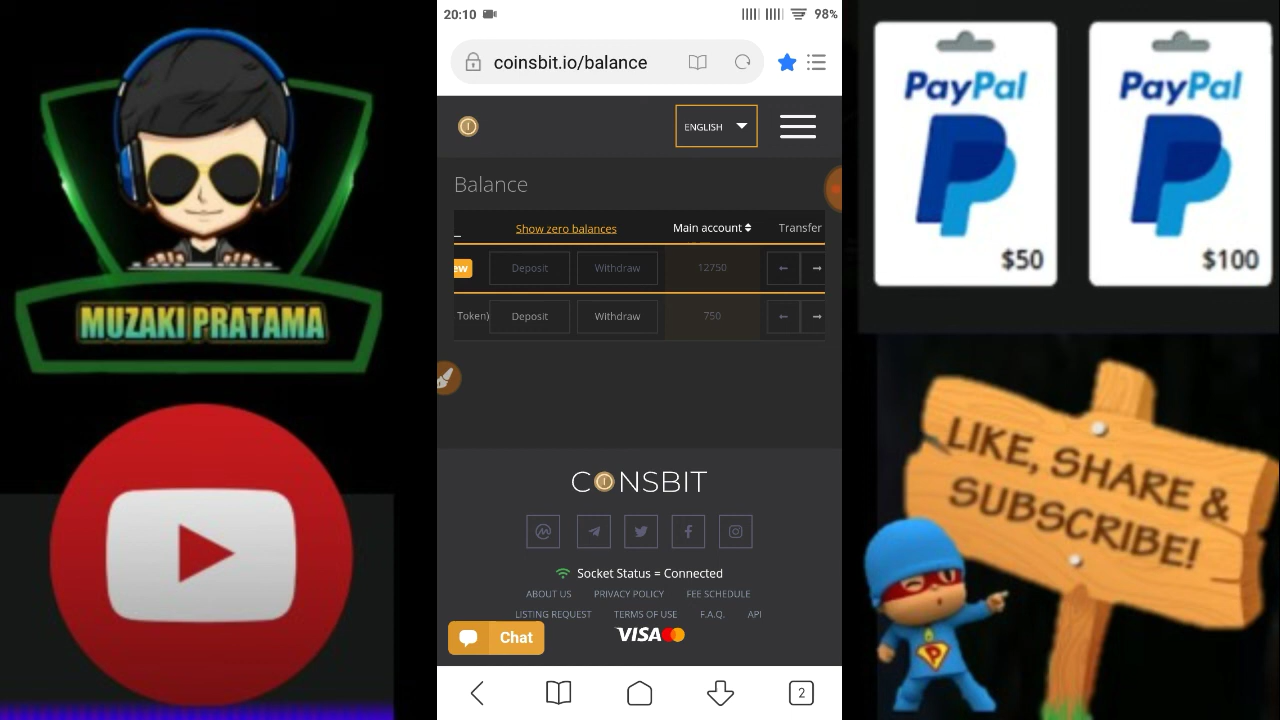 MUZAKI PRATAMA
20:10
98%
coinsbit.io/balance
ENGLISH
Balance
Show zero balances
Main account
Transfer
ew
Deposit
Withdraw
12750
←
→
Token)
Deposit
Withdraw
750
←
→
COINSBIT
Socket Status = Connected
ABOUT US
PRIVACY POLICY
FEE SCHEDULE
LISTING REQUEST
TERMS OF USE
F.A.Q.
API
Chat
VISA
2
PayPal
$50
PayPal
$100
LIKE, SHARE &
SUBSCRIBE!
P